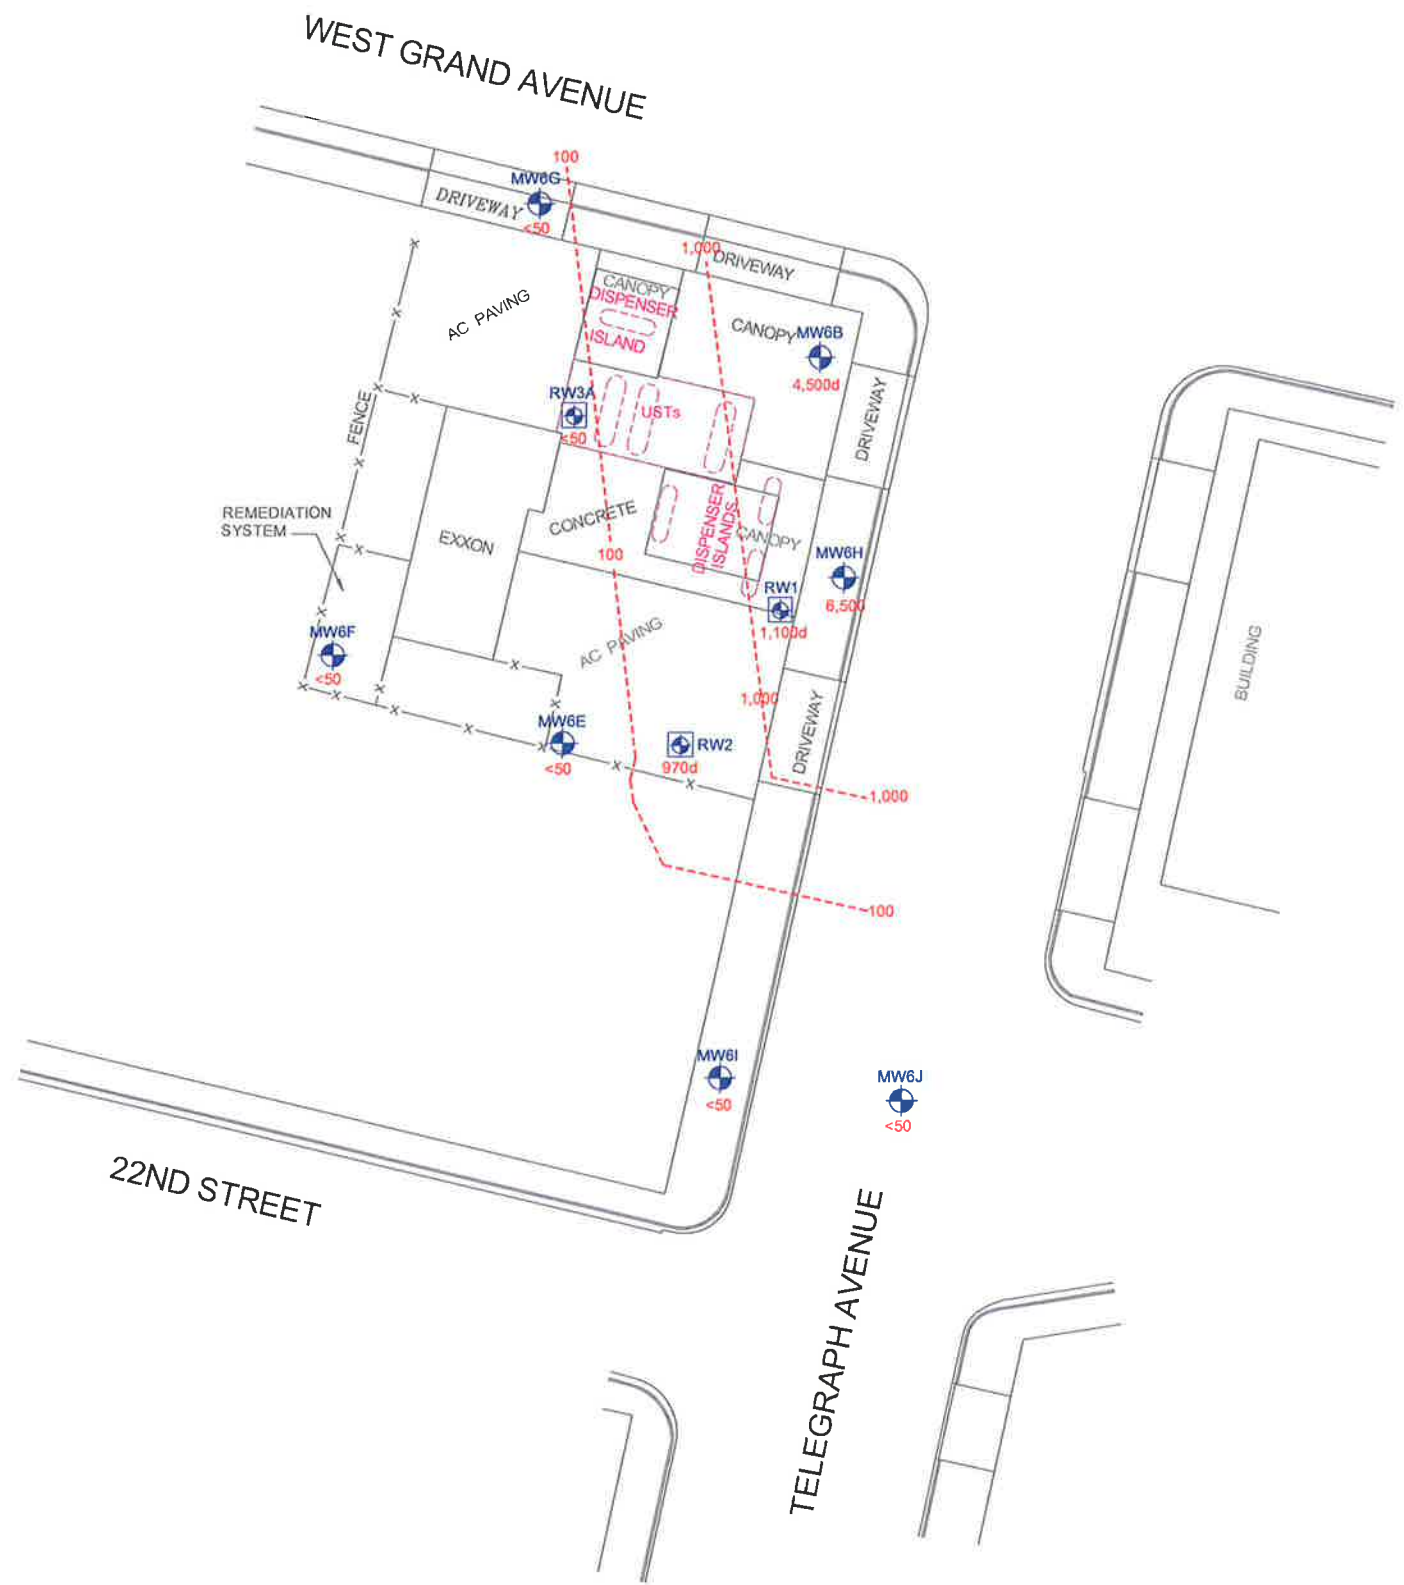 WEST GRAND AVENUE
100
MW6G
DRIVEWAY
<50
1,000
DRIVEWAY
CANOPY
DISPENSER
ISLAND
AC PAVING
CANOPY
MW6B
4,500d
DRIVEWAY
RW3A
<50
USTs
FENCE
REMEDIATION
SYSTEM
EXXON
CONCRETE
100
DISPENSER
ISLANDS
CANOPY
MW6H
6,500
RW1
1,100d
MW6F
<50
AC PAVING
1,000
DRIVEWAY
BUILDING
MW6E
<50
RW2
970d
1,000
100
MW6I
<50
MW6J
<50
22ND STREET
TELEGRAPH AVENUE